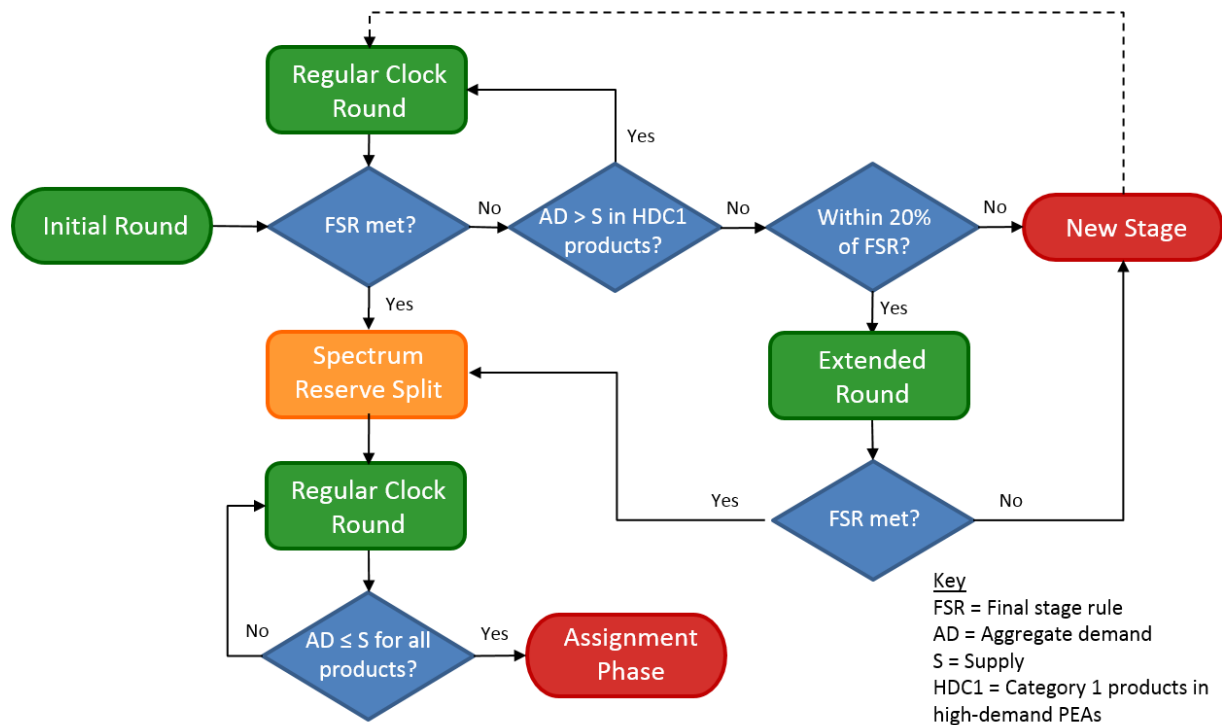 Regular Clock
Round
Yes
Initial Round
FSR met?
No
AD > S in HDC1
products?
No
Within 20%
of FSR?
No
New Stage
Yes
Yes
Spectrum
Reserve Split
Extended
Round
Regular Clock
Round
Yes
FSR met?
No
No
AD ≤ S for all
products?
Yes
Assignment
Phase
Key
FSR = Final stage rule
AD = Aggregate demand
S = Supply
HDC1 = Category 1 products in
high-demand PEAs